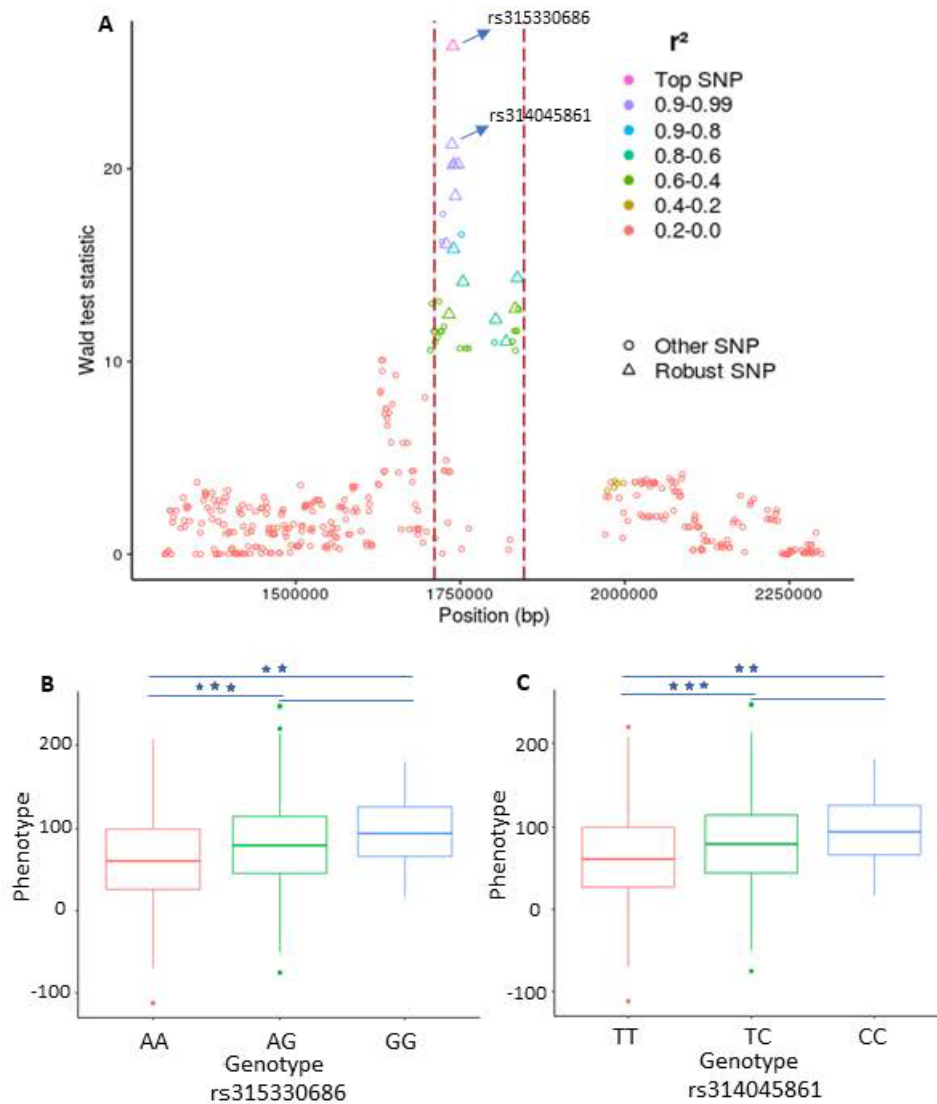 A
rs315330686
rs314045861
r²
Top SNP
0.9-0.99
0.9-0.8
0.8-0.6
0.6-0.4
0.4-0.2
0.2-0.0
Other SNP
Robust SNP
Wald test statistic
20
10
0
1500000 1750000 2000000 2250000
Position (bp)
B
★★
★★★
Phenotype
200
100
0
-100
AA AG GG
Genotype
rs315330686
C
★★
★★★
Phenotype
200
100
0
-100
TT TC CC
Genotype
rs314045861